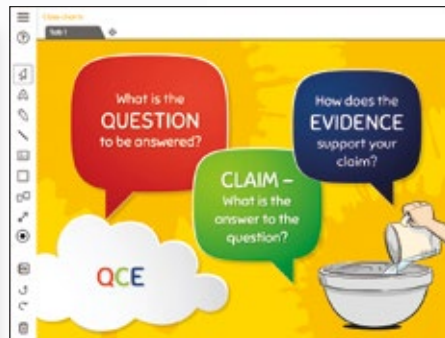 What is the
QUESTION
to be answered?
How does the
EVIDENCE
support your
claim?
CLAIM –
What is the
answer to the
question?
QCE